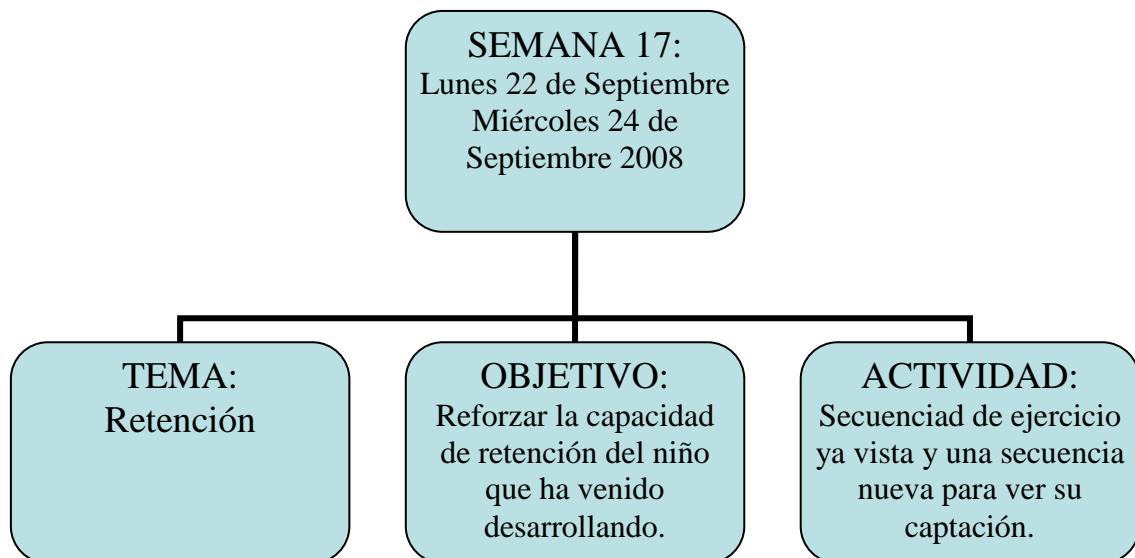 SEMANA 17:
Lunes 22 de Septiembre
Miércoles 24 de
Septiembre 2008
TEMA:
Retención
OBJETIVO:
Reforzar la capacidad
de retención del niño
que ha venido
desarrollando.
ACTIVIDAD:
Secuenciad de ejercicio
ya vista y una secuencia
nueva para ver su
captación.